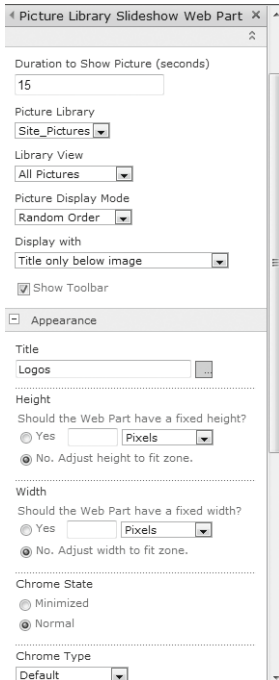 Picture Library Slideshow Web Part
Duration to Show Picture (seconds)
15
Picture Library
Site_Pictures
Library View
All Pictures
Picture Display Mode
Random Order
Display with
Title only below image
Show Toolbar
Appearance
Title
Logos
...
Height
Should the Web Part have a fixed height?
Yes Pixels
No. Adjust height to fit zone.
Width
Should the Web Part have a fixed width?
Yes Pixels
No. Adjust width to fit zone.
Chrome State
Minimized
Normal
Chrome Type
Default